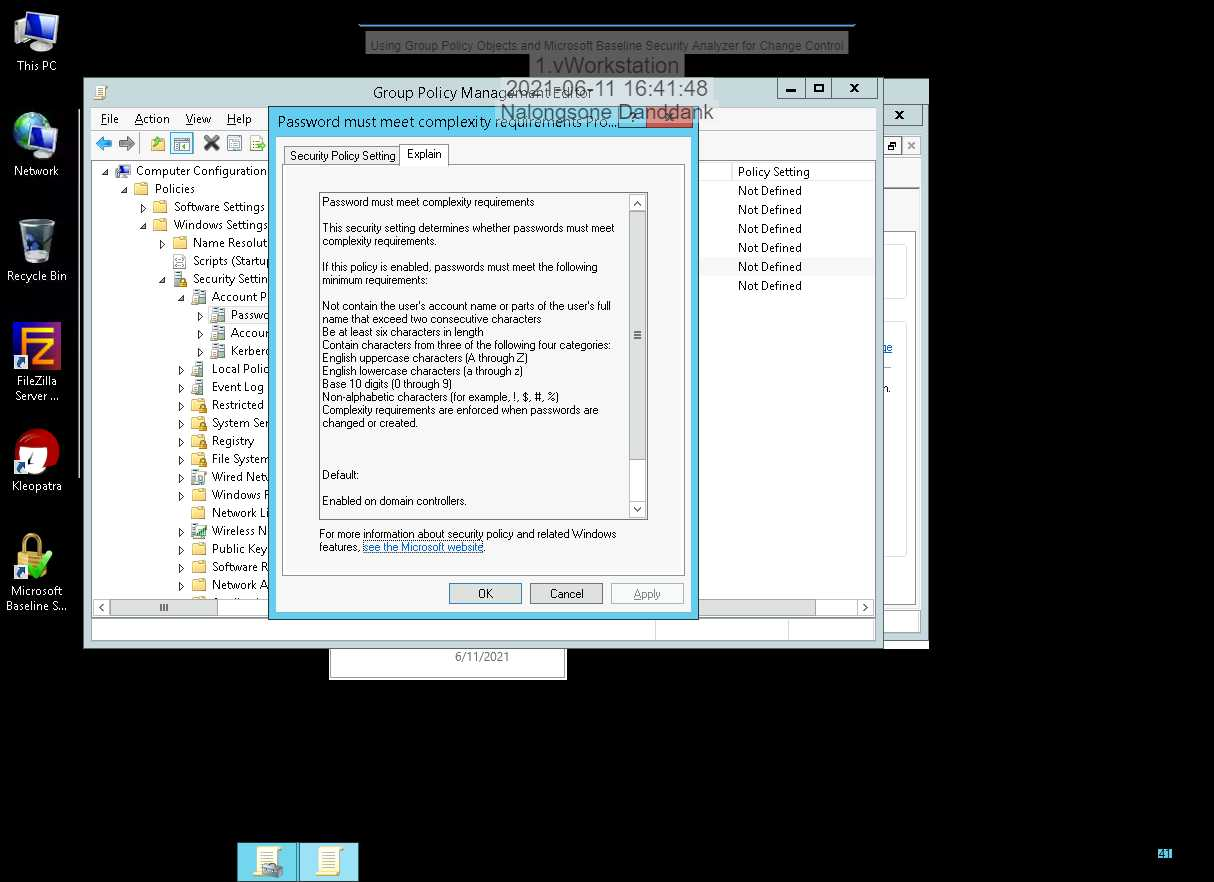 Using Group Policy Objects and Microsoft Baseline Security Analyzer for Change Control
1.vWorkstation
2021-06-11 16:41:48
Nalongsone Danddank
This PC
Network
Recycle Bin
FileZilla
Server ...
Kleopatra
Microsoft
Baseline S...
Group Policy Management Editor
File Action View Help
Computer Configuration
Policies
Software Settings
Windows Settings
Name Resolut
Scripts (Startu
Security Settin
Account P
Passwo
Accou
Kerber
Local Polic
Event Log
Restricted
System Ser
Registry
File System
Wired Net
Windows F
Network Li
Wireless N
Public Key
Software R
Network A
Policy Setting
Not Defined
Not Defined
Not Defined
Not Defined
Not Defined
Not Defined
Password must meet complexity requirements Pro... ? x
Security Policy Setting Explain
Password must meet complexity requirements
This security setting determines whether passwords must meet
complexity requirements.
If this policy is enabled, passwords must meet the following
minimum requirements:
Not contain the user's account name or parts of the user's full
name that exceed two consecutive characters
Be at least six characters in length
Contain characters from three of the following four categories:
English uppercase characters (A through Z)
English lowercase characters (a through z)
Base 10 digits (0 through 9)
Non-alphabetic characters (for example, !, $, #, %)
Complexity requirements are enforced when passwords are
changed or created.
Default:
Enabled on domain controllers.
For more information about security policy and related Windows
features, see the Microsoft website.
OK Cancel Apply
ge
n.
6/11/2021
41